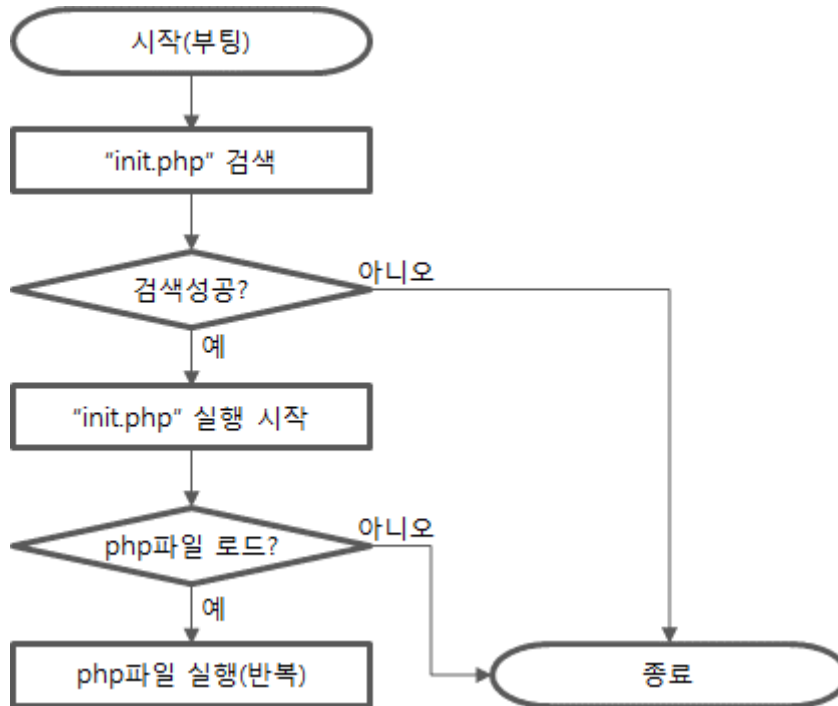 시작(부팅)
“init.php” 검색
검색성공?
아니오
예
“init.php” 실행 시작
php파일 로드?
아니오
예
php파일 실행(반복)
종료